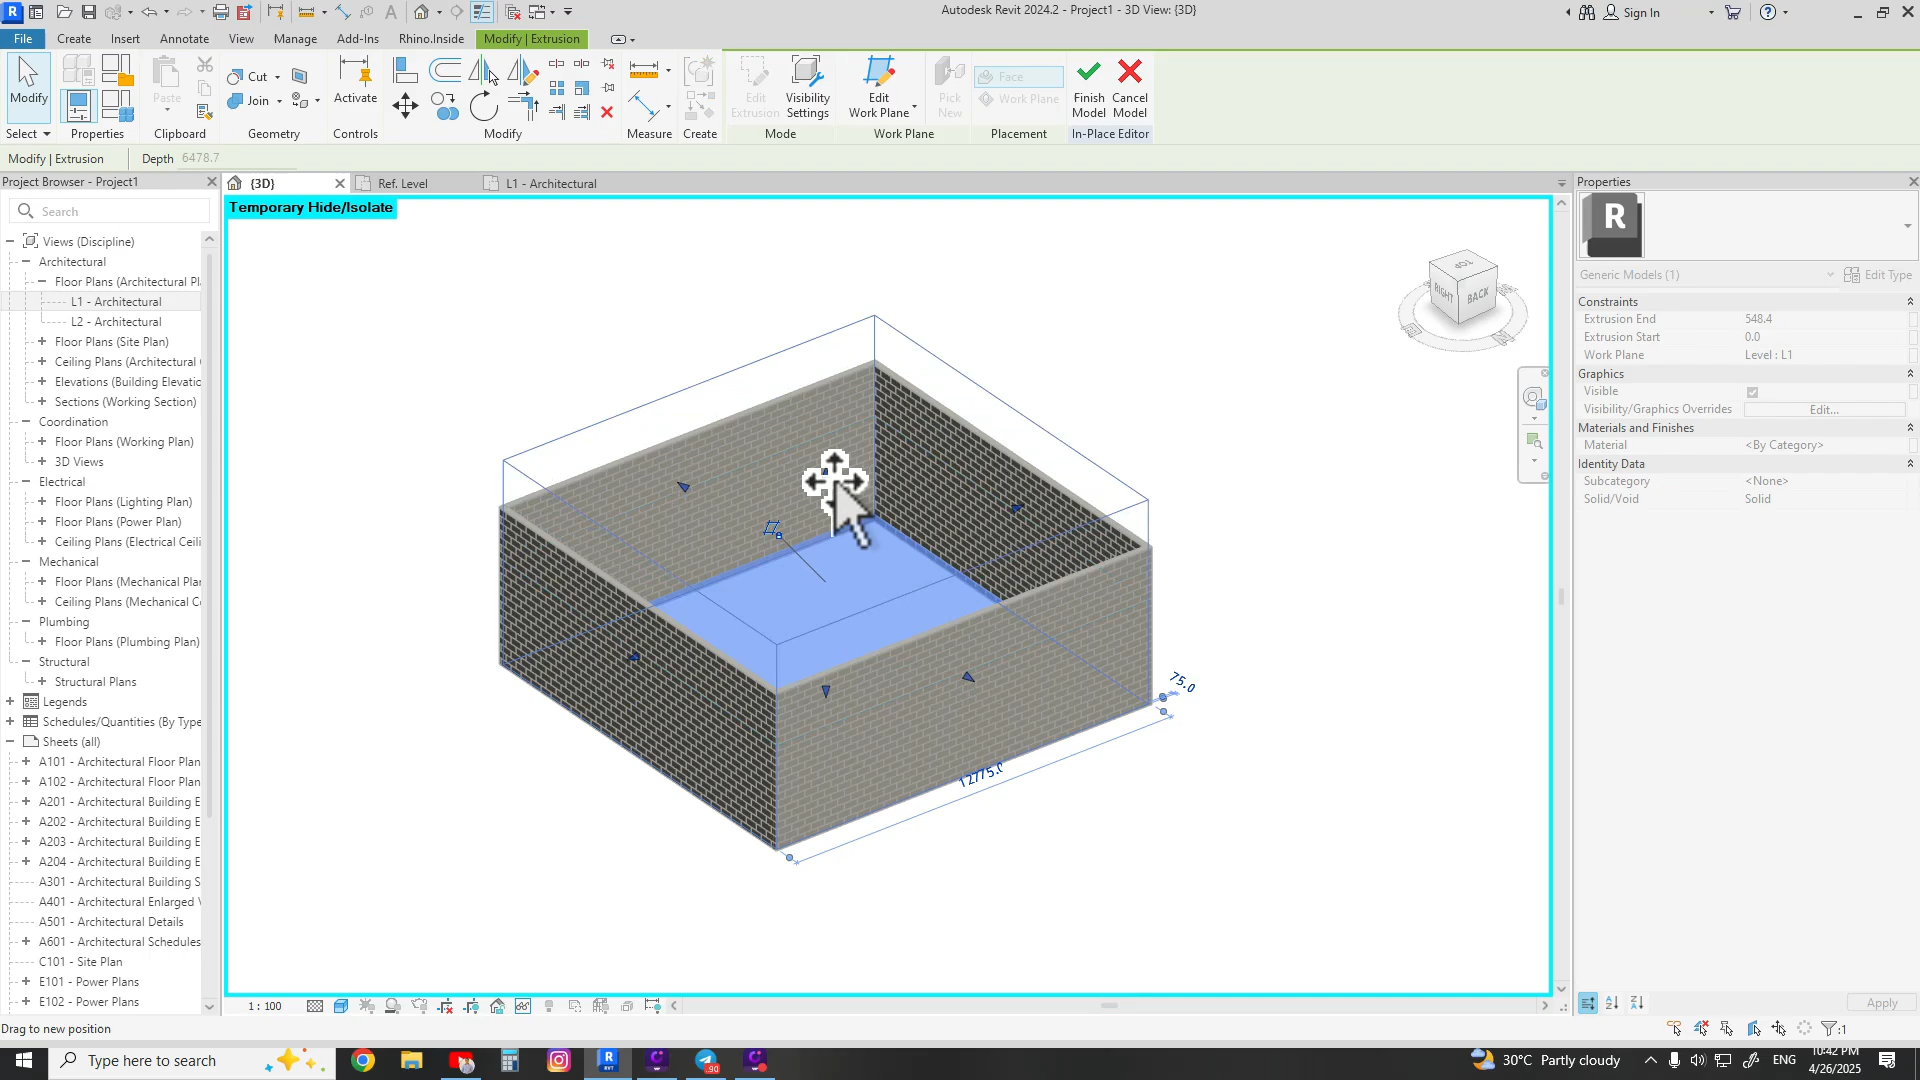 Autodesk Revit 2024.2 - Project1 - 3D View: {3D}
Sign In
File
Create
Insert
Annotate
View
Manage
Add-Ins
Rhino.Inside
Modify | Extrusion
Modify
Select
Properties
Paste
Clipboard
Cut
Join
Geometry
Activate
Controls
Modify
Measure
Create
Edit
Extrusion
Visibility
Settings
Mode
Edit
Work Plane
Work Plane
Pick
New
Face
Work Plane
Placement
Finish
Model
Cancel
Model
In-Place Editor
Modify | Extrusion
Depth 6478.7
Project Browser - Project1
Search
Views (Discipline)
Architectural
Floor Plans (Architectural Pl
L1 - Architectural
L2 - Architectural
Floor Plans (Site Plan)
Ceiling Plans (Architectural
Elevations (Building Elevatio
Sections (Working Section)
Coordination
Floor Plans (Working Plan)
3D Views
Electrical
Floor Plans (Lighting Plan)
Floor Plans (Power Plan)
Ceiling Plans (Electrical Ceili
Mechanical
Floor Plans (Mechanical Plan
Ceiling Plans (Mechanical C
Plumbing
Floor Plans (Plumbing Plan)
Structural
Structural Plans
Legends
Schedules/Quantities (By Type
Sheets (all)
A101 - Architectural Floor Plan
A102 - Architectural Floor Plan
A201 - Architectural Building E
A202 - Architectural Building E
A203 - Architectural Building E
A204 - Architectural Building E
A301 - Architectural Building S
A401 - Architectural Enlarged V
A501 - Architectural Details
A601 - Architectural Schedules
C101 - Site Plan
E101 - Power Plans
E102 - Power Plans
{3D}
Ref. Level
L1 - Architectural
Temporary Hide/Isolate
TOP
RIGHT
BACK
75.0
12775.0
1 : 100
Properties
R
Generic Models (1)
Edit Type
Constraints
Extrusion End 548.4
Extrusion Start 0.0
Work Plane Level : L1
Graphics
Visible
Visibility/Graphics Overrides Edit...
Materials and Finishes
Material <By Category>
Identity Data
Subcategory <None>
Solid/Void Solid
Apply
Drag to new position
:1
Type here to search
30°C Partly cloudy
ENG
10:42 PM
4/26/2025